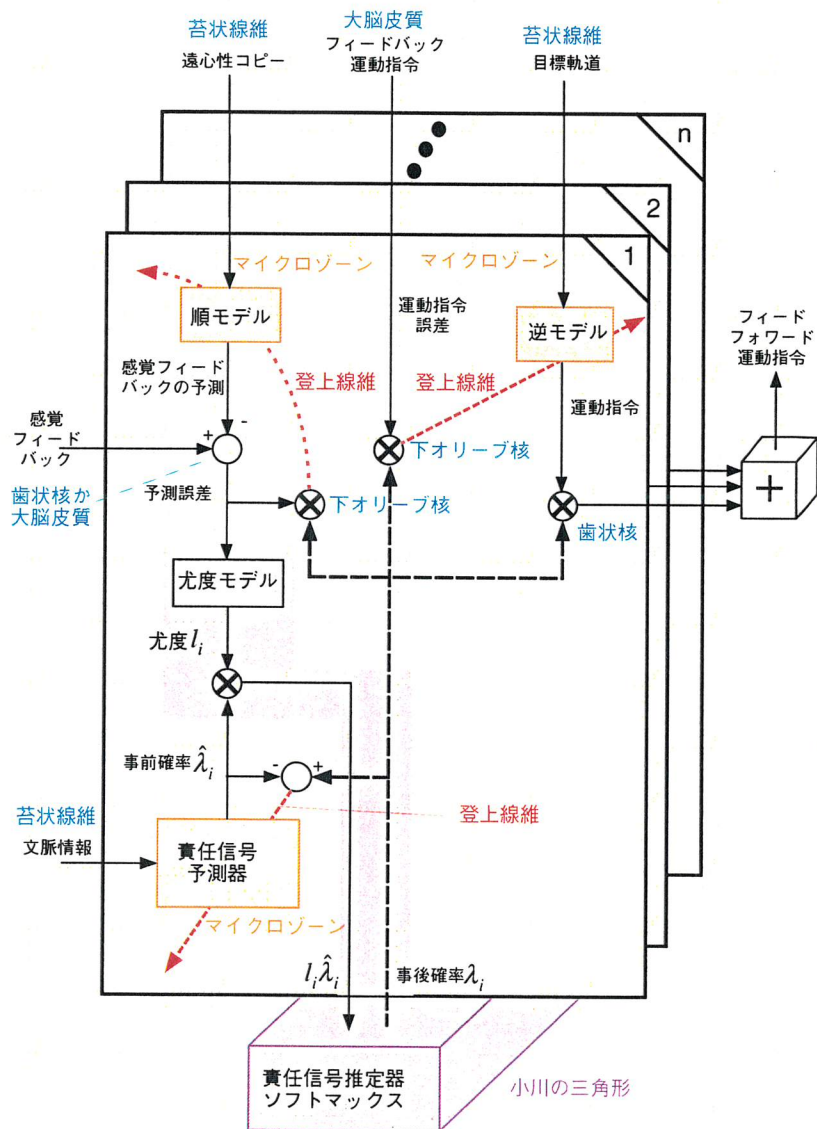 苔状線維
遠心性コピー
大脳皮質
フィードバック
運動指令
苔状線維
目標軌道
n
2
1
マイクロゾーン
マイクロゾーン
順モデル
運動指令
誤差
逆モデル
フィード
フォワード
運動指令
感覚フィード
バックの予測
登上線維
登上線維
運動指令
感覚
フィード
バック
+
-
下オリーブ核
歯状核か
大脳皮質
予測誤差
下オリーブ核
歯状核
+
尤度モデル
尤度 l_i
事前確率 λ̂_i
-
+
苔状線維
文脈情報
登上線維
責任信号
予測器
マイクロゾーン
l_i λ̂_i
事後確率 λ_i
責任信号推定器
ソフトマックス
小川の三角形